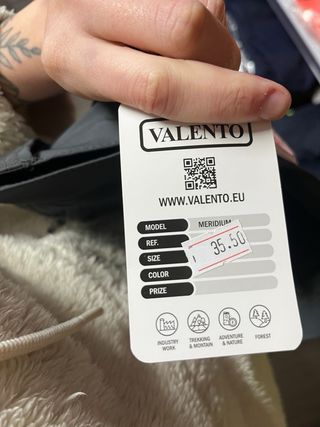 VALENTO
WWW.VALENTO.EU
MODEL MERIDIUM
REF.
SIZE
35.50
COLOR
PRIZE
INDUSTRY WORK
TREKKING & MONTAIN
ADVENTURE & NATURE
FOREST